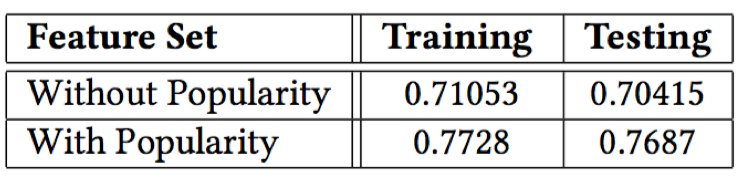 Feature Set Training Testing
Without Popularity 0.71053 0.70415
With Popularity 0.7728 0.7687